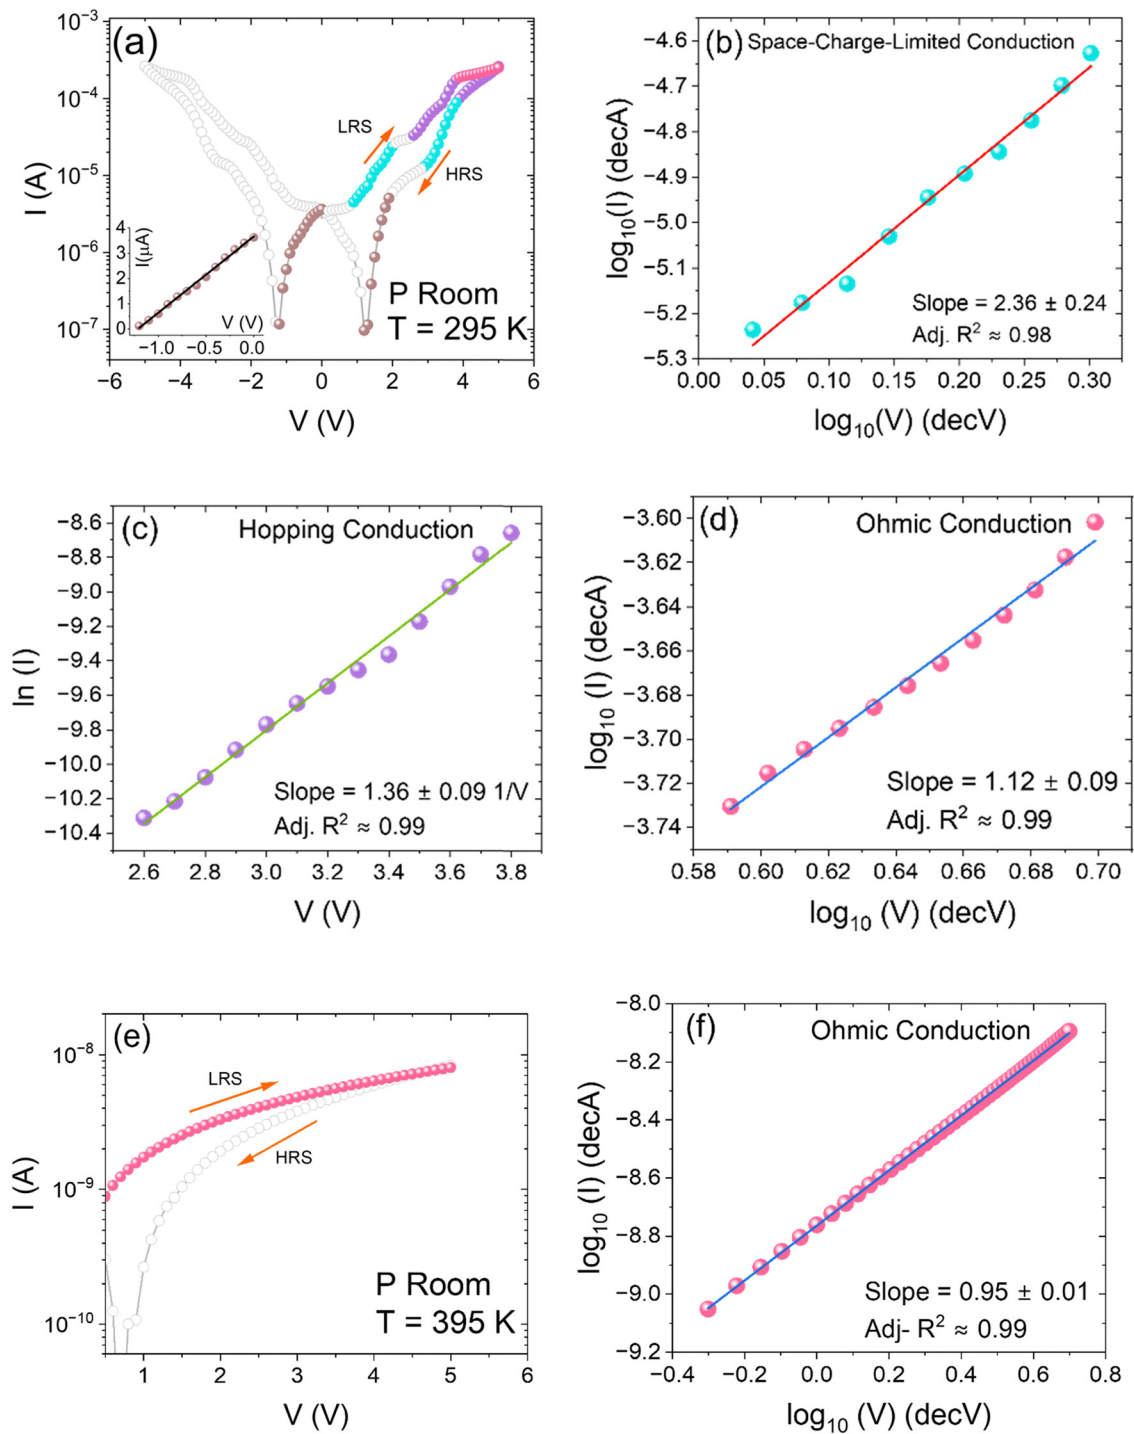 (a)
10⁻³
10⁻⁴
10⁻⁵
10⁻⁶
10⁻⁷
I (A)
LRS
HRS
P Room
T = 295 K
I(μA)
4
3
2
1
0
V (V)
−1.0 −0.5 0.0
−6 −4 −2 0 2 4 6
V (V)
(b) Space-Charge-Limited Conduction
−4.6
−4.7
−4.8
−4.9
−5.0
−5.1
−5.2
−5.3
log₁₀(I) (decA)
Slope = 2.36 ± 0.24
Adj. R² ≈ 0.98
0.00 0.05 0.10 0.15 0.20 0.25 0.30
log₁₀(V) (decV)
(c) Hopping Conduction
−8.6
−9.0
−9.2
−9.4
−9.8
−10.0
−10.2
−10.4
ln (I)
Slope = 1.36 ± 0.09 1/V
Adj. R² ≈ 0.99
2.6 2.8 3.0 3.2 3.4 3.6 3.8
V (V)
(d) Ohmic Conduction
−3.60
−3.62
−3.64
−3.66
−3.68
−3.70
−3.72
−3.74
log₁₀ (I) (decA)
Slope = 1.12 ± 0.09
Adj. R² ≈ 0.99
0.58 0.60 0.62 0.64 0.66 0.68 0.70
log₁₀ (V) (decV)
(e)
10⁻⁸
10⁻⁹
10⁻¹⁰
I (A)
LRS
HRS
P Room
T = 395 K
1 2 3 4 5 6
V (V)
(f) Ohmic Conduction
−8.0
−8.2
−8.4
−8.6
−8.8
−9.0
−9.2
log₁₀ (I) (decA)
Slope = 0.95 ± 0.01
Adj- R² ≈ 0.99
−0.4 −0.2 0.0 0.2 0.4 0.6 0.8
log₁₀ (V) (decV)